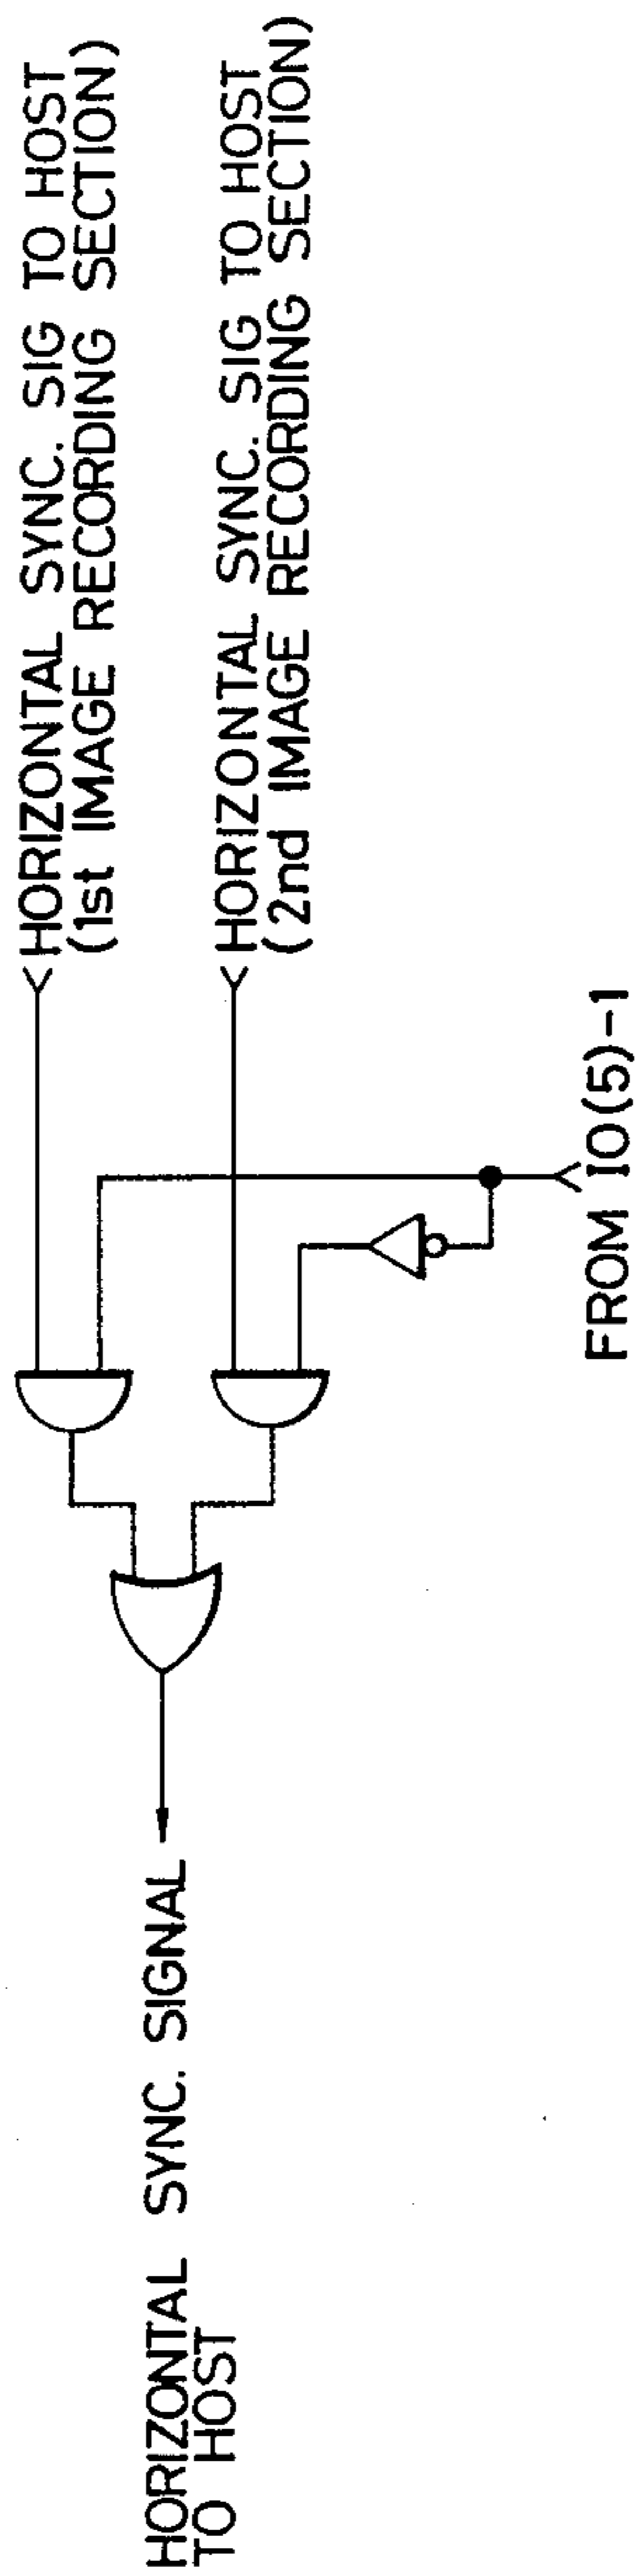 HORIZONTAL SYNC. SIGNAL
TO HOST
HORIZONTAL SYNC. SIG TO HOST
(1st IMAGE RECORDING SECTION)
HORIZONTAL SYNC. SIG TO HOST
(2nd IMAGE RECORDING SECTION)
FROM IO(5)-1